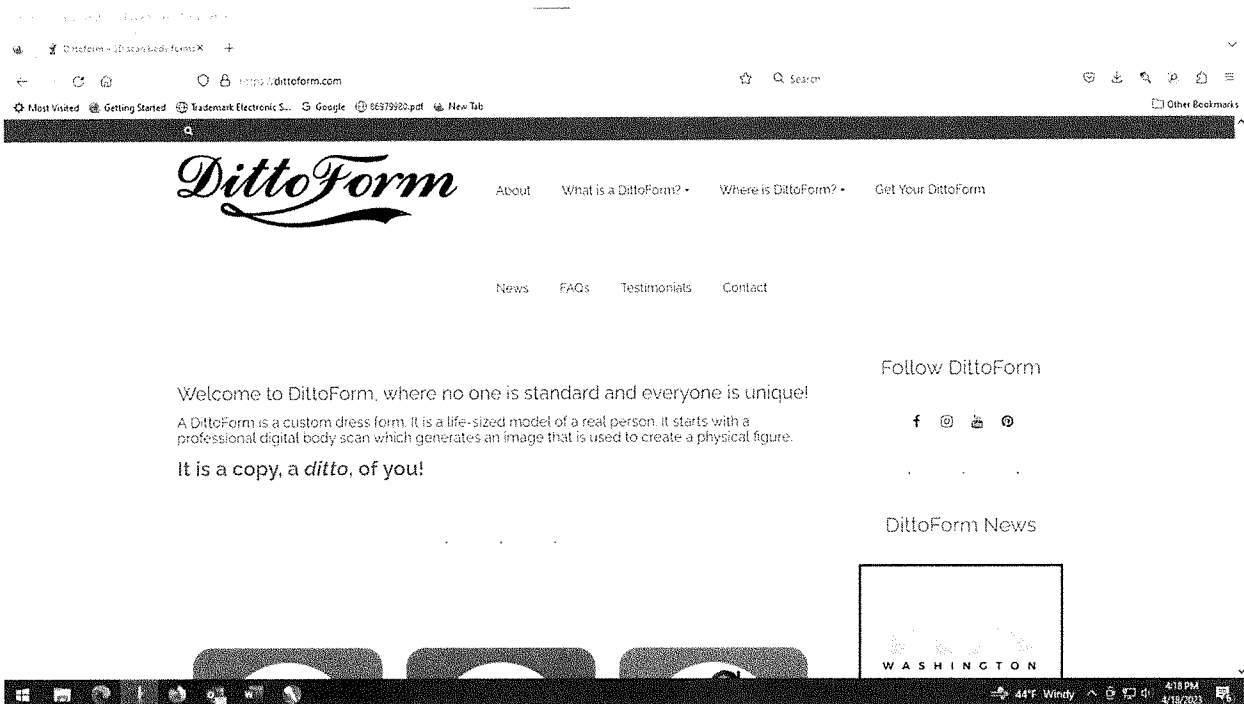 https://dittoform.com
Search
Most Visited Getting Started Trademark Electronic S... Google 86979980.pdf New Tab
Other Bookmarks
DittoForm
About What is a DittoForm? Where is DittoForm? Get Your DittoForm
News FAQs Testimonials Contact
Follow DittoForm
Welcome to DittoForm, where no one is standard and everyone is unique!
A DittoForm is a custom dress form. It is a life-sized model of a real person. It starts with a
professional digital body scan which generates an image that is used to create a physical figure.
It is a copy, a ditto, of you!
DittoForm News
WASHINGTON
44°F Windy
4:18 PM
4/18/2023